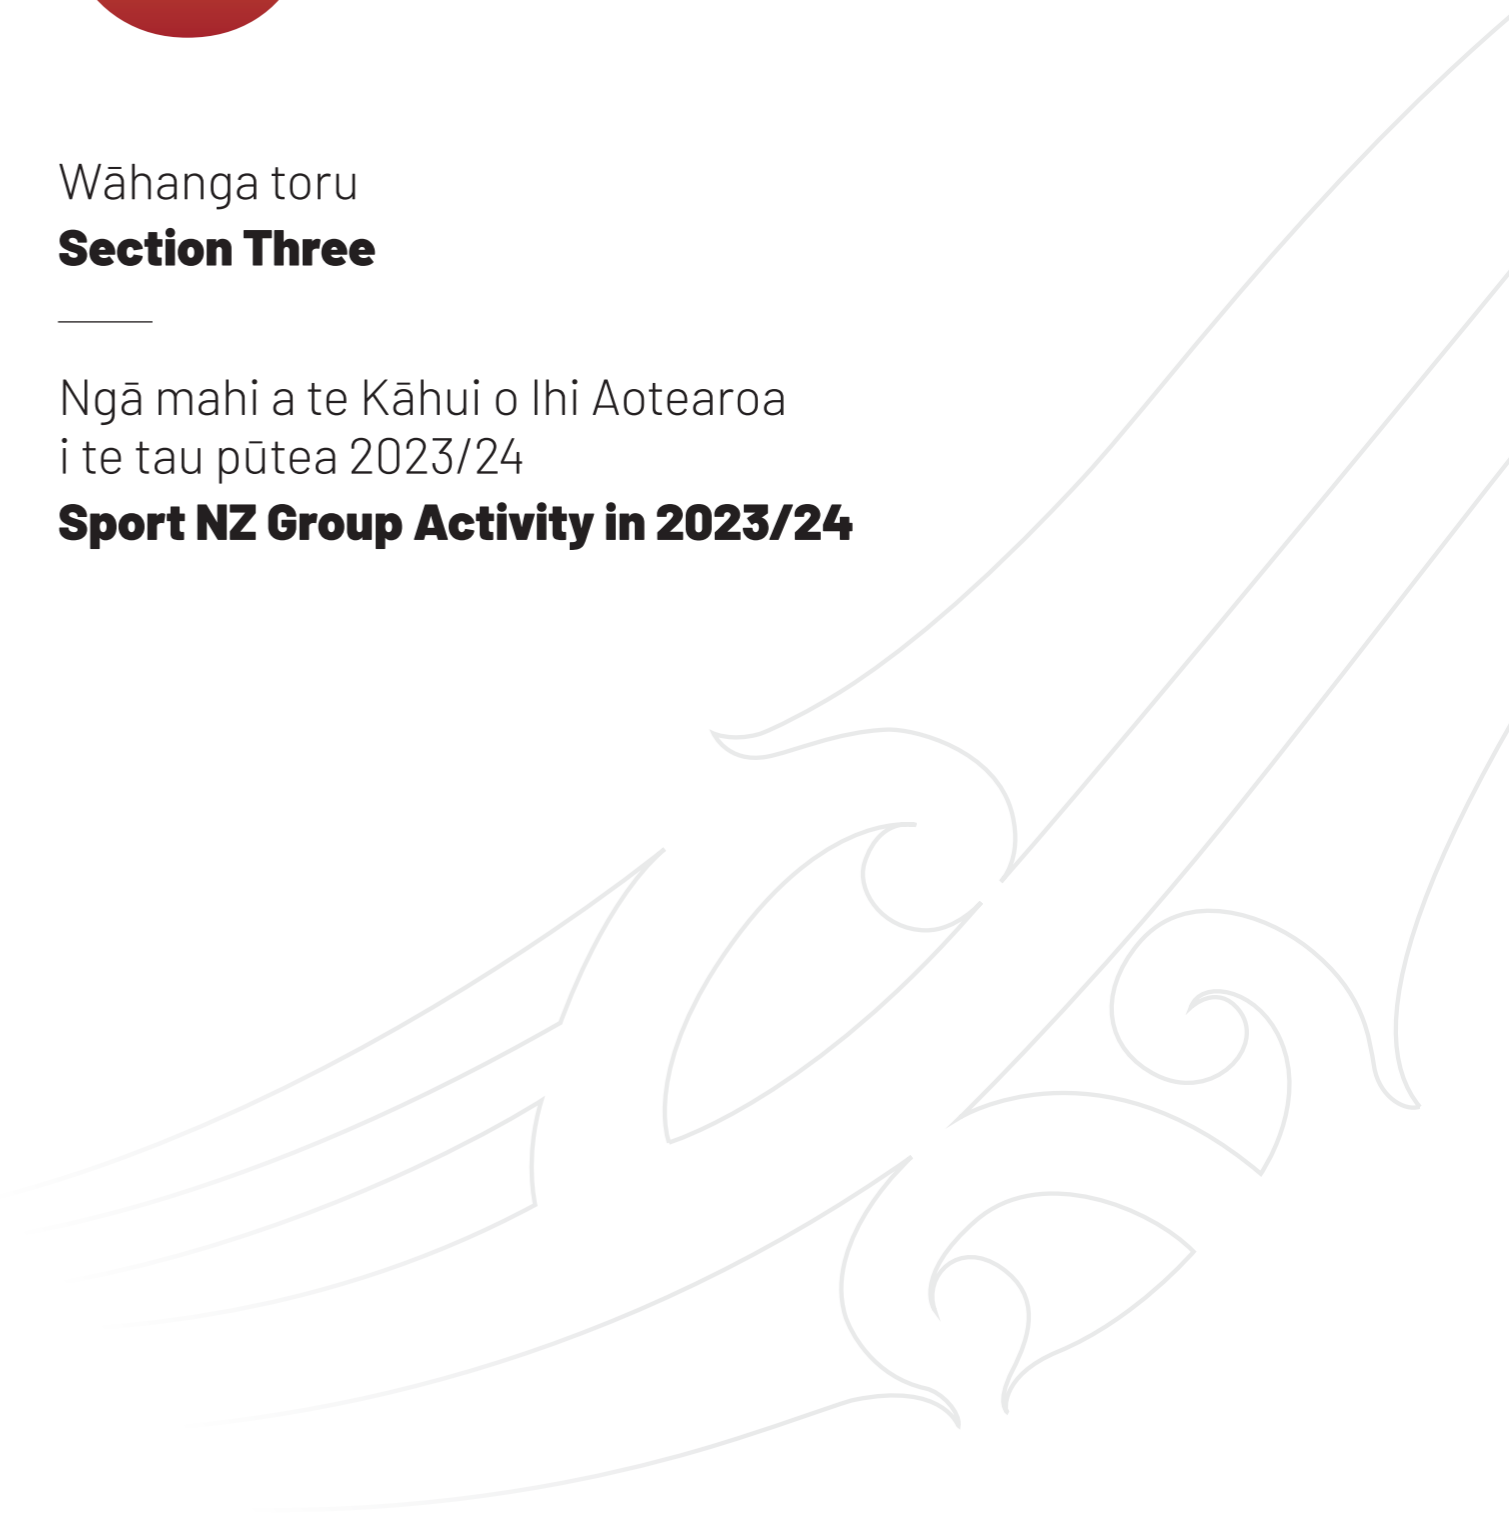 Wāhanga toru
Section Three
Ngā mahi a te Kāhui o Ihi Aotearoa
i te tau pūtea 2023/24
Sport NZ Group Activity in 2023/24